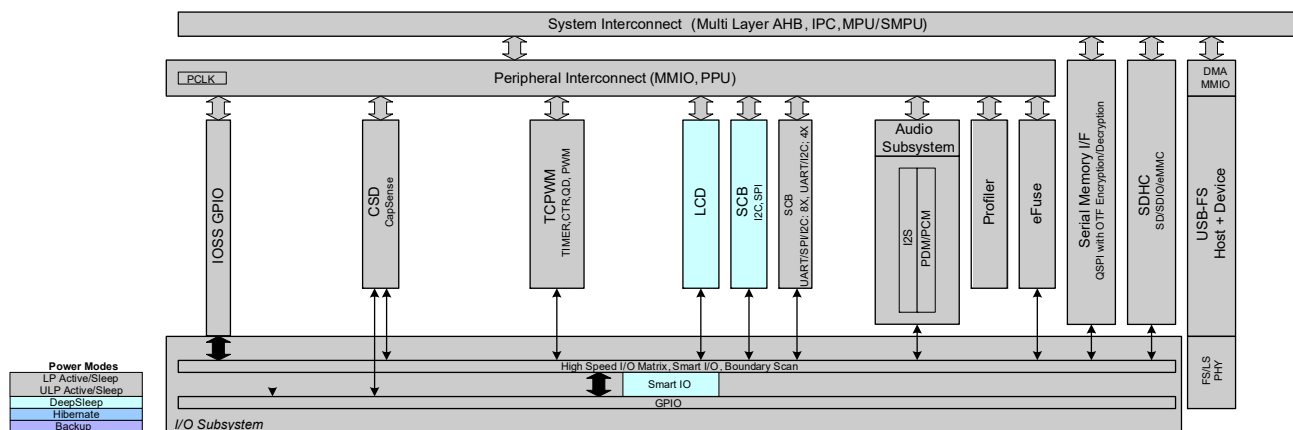 System Interconnect (Multi Layer AHB, IPC, MPU/SMPU)
PCLK
Peripheral Interconnect (MMIO, PPU)
DMA
MMIO
IOSS GPIO
CSD
CapSense
TCPWM
TIMER,CTR,QD, PWM
LCD
SCB
I2C,SPI
SCB
UART/SPI/I2C; 8X, UART/I2C; 4X
Audio
Subsystem
I2S
PDM/PCM
Profiler
eFuse
Serial Memory I/F
QSPI with OTF Encryption/Decryption
SDHC
SD/SDIO/eMMC
USB-FS
Host + Device
FS/LS
PHY
High Speed I/O Matrix, Smart I/O, Boundary Scan
Smart IO
GPIO
I/O Subsystem
Power Modes
LP Active/Sleep
ULP Active/Sleep
DeepSleep
Hibernate
Backup